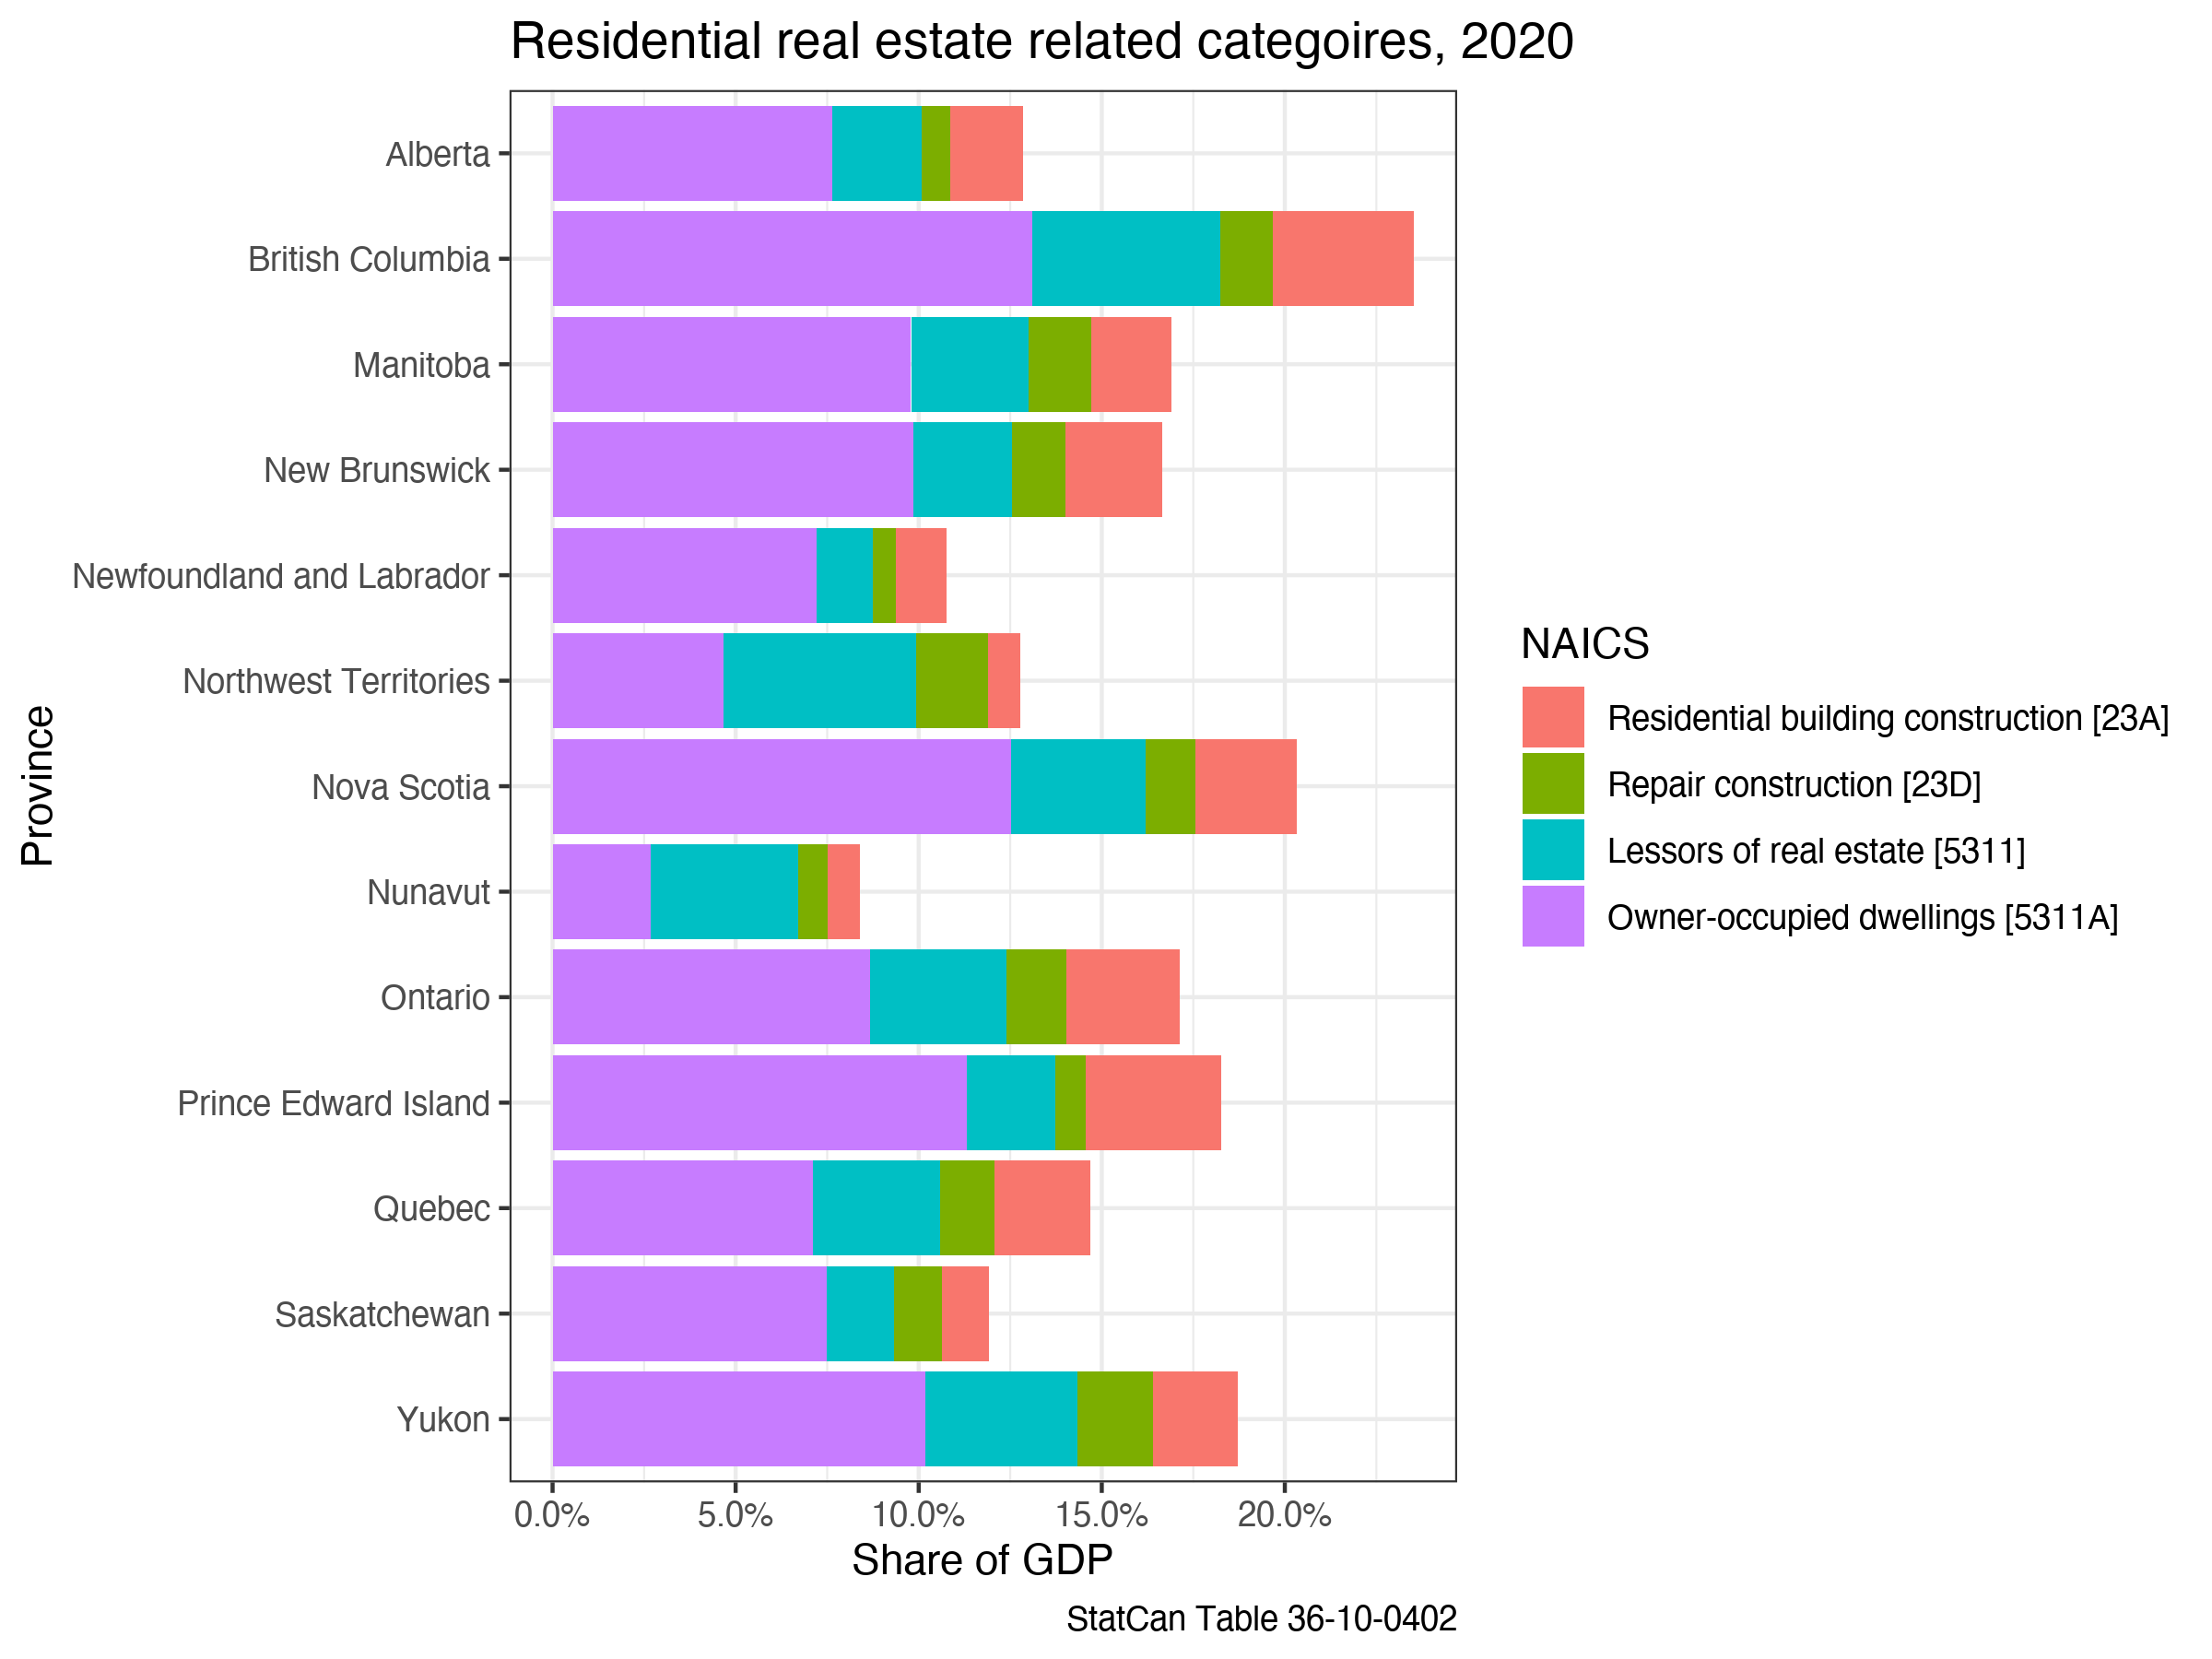 Residential real estate related categoires, 2020
Alberta
British Columbia
Manitoba
New Brunswick
Newfoundland and Labrador
Northwest Territories
Nova Scotia
Nunavut
Ontario
Prince Edward Island
Quebec
Saskatchewan
Yukon
Province
0.0% 5.0% 10.0% 15.0% 20.0%
Share of GDP
NAICS
Residential building construction [23A]
Repair construction [23D]
Lessors of real estate [5311]
Owner-occupied dwellings [5311A]
StatCan Table 36-10-0402